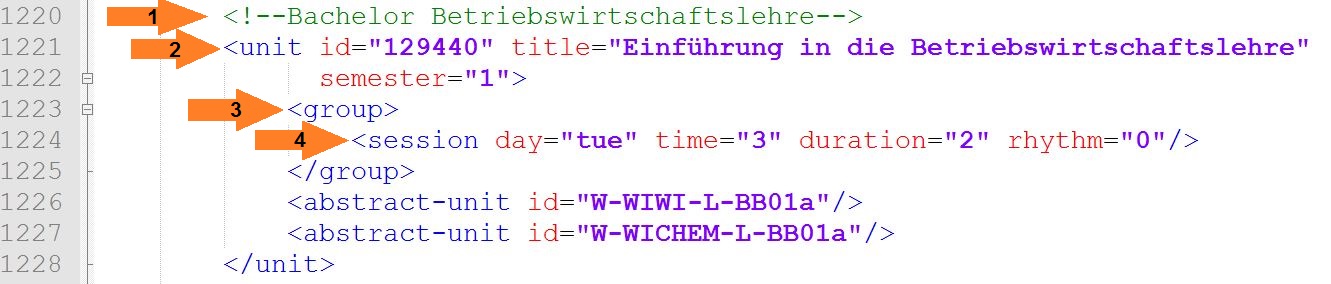 1220 1 <!--Bachelor Betriebswirtschaftslehre-->
1221 2 <unit id="129440" title="Einführung in die Betriebswirtschaftslehre"
1222 semester="1">
1223 3 <group>
1224 4 <session day="tue" time="3" duration="2" rhythm="0"/>
1225 </group>
1226 <abstract-unit id="W-WIWI-L-BB01a"/>
1227 <abstract-unit id="W-WICHEM-L-BB01a"/>
1228 </unit>